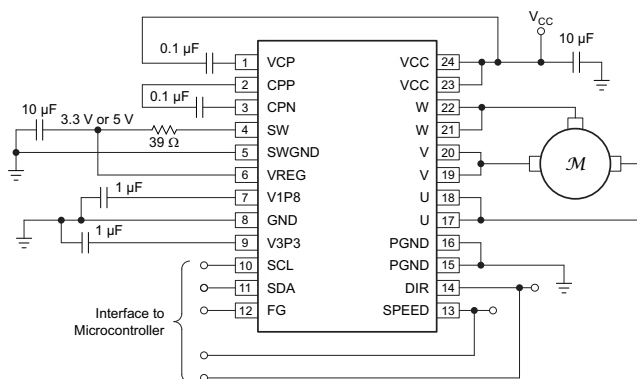 V_CC
0.1 µF
10 µF
1 VCP VCC 24
2 CPP VCC 23
0.1 µF
3 CPN W 22
10 µF
3.3 V or 5 V
39 Ω
4 SW W 21
5 SWGND V 20
M
6 VREG V 19
1 µF
7 V1P8 U 18
8 GND U 17
1 µF
9 V3P3 PGND 16
10 SCL PGND 15
11 SDA DIR 14
12 FG SPEED 13
Interface to
Microcontroller